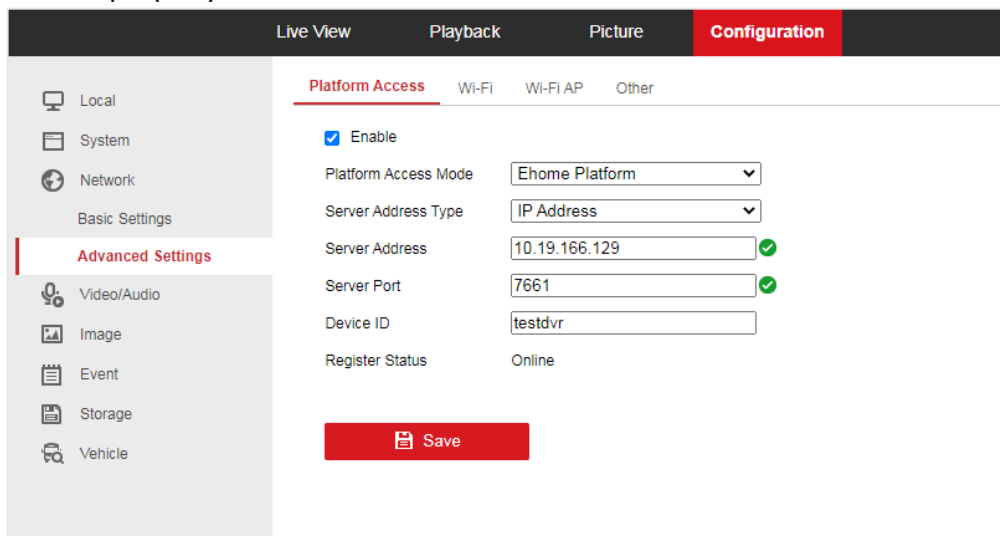 Live View Playback Picture Configuration
Platform Access Wi-Fi Wi-Fi AP Other
Local
System
Network
Basic Settings
Advanced Settings
Video/Audio
Image
Event
Storage
Vehicle
Enable
Platform Access Mode Ehome Platform
Server Address Type IP Address
Server Address 10.19.166.129
Server Port 7661
Device ID testdvr
Register Status Online
Save